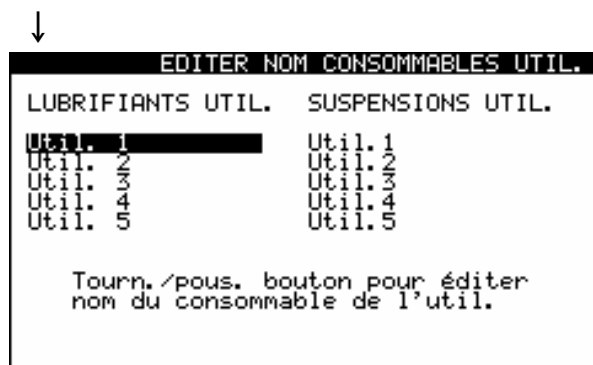 ↓
EDITER NOM CONSOMMABLES UTIL.
LUBRIFIANTS UTIL. SUSPENSIONS UTIL.
Util. 1 Util.1
Util. 2 Util.2
Util. 3 Util.3
Util. 4 Util.4
Util. 5 Util.5
Tourn./pous. bouton pour éditer
nom du consommable de l'util.